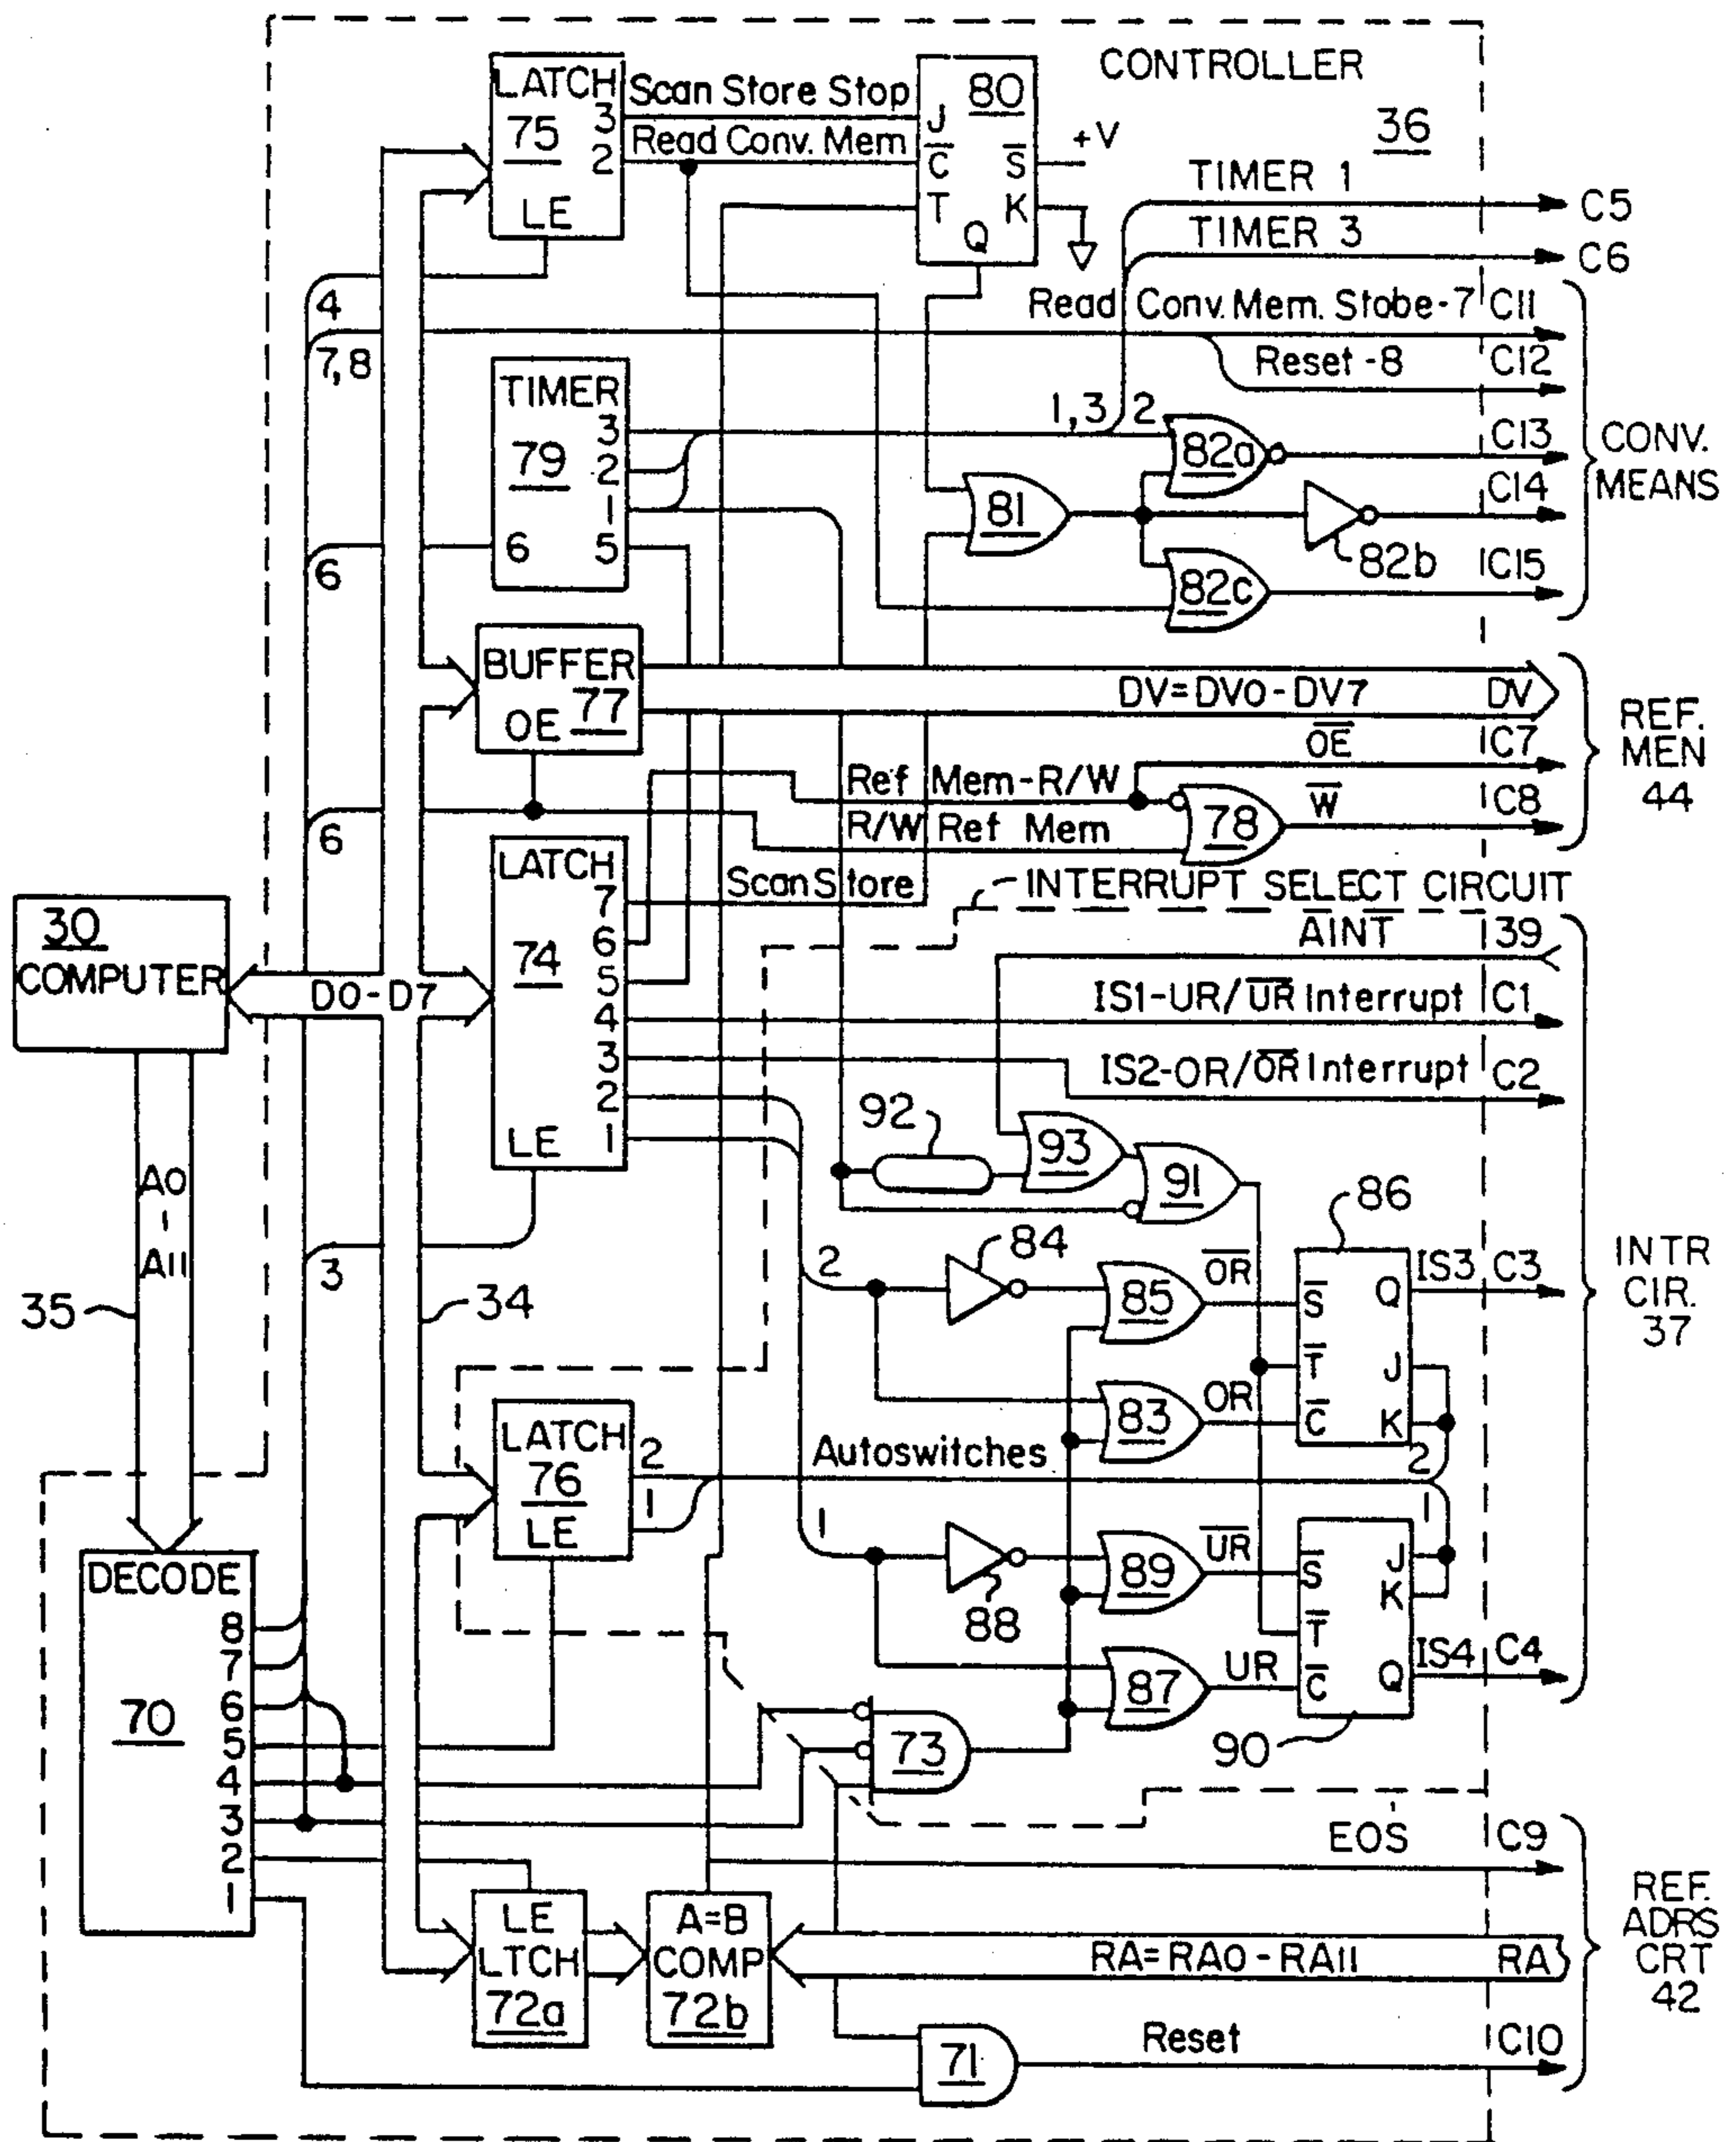 CONTROLLER
36
LATCH
75
3
2
LE
Scan Store Stop
Read Conv. Mem
80
J
C̅
T
S̅
K
Q
+V
TIMER 1
C5
TIMER 3
C6
4
7,8
Read Conv. Mem. Stobe-7
C11
Reset -8
C12
TIMER
79
3
2
1
6
5
1,3
2
82a
C13
CONV.
MEANS
81
C14
82b
82c
C15
6
BUFFER
OE
77
DV=DV0-DV7
DV
REF.
MEN
44
O̅E̅
C7
Ref Mem-R/W
W̅
C8
R/W Ref Mem
78
6
LATCH
74
7
6
5
4
3
2
1
LE
Scan Store
INTERRUPT SELECT CIRCUIT
A̅I̅N̅T̅
39
30
COMPUTER
D0-D7
IS1-UR/U̅R̅ Interrupt
C1
IS2-OR/O̅R̅ Interrupt
C2
92
93
91
A0
-
A11
35
3
34
2
84
85
O̅R̅
86
S̅
T̅
C̅
Q
J
K
IS3
C3
INTR
CIR.
37
83
OR
LATCH
76
LE
2
1
Autoswitches
2
1
1
88
89
U̅R̅
S̅
T̅
C̅
J
K
Q
87
UR
IS4
C4
90
DECODE
70
8
7
6
5
4
3
2
1
73
EOS
C9
LE
LTCH
72a
A=B
COMP
72b
RA=RA0-RA11
RA
REF.
ADRS
CRT
42
71
Reset
C10